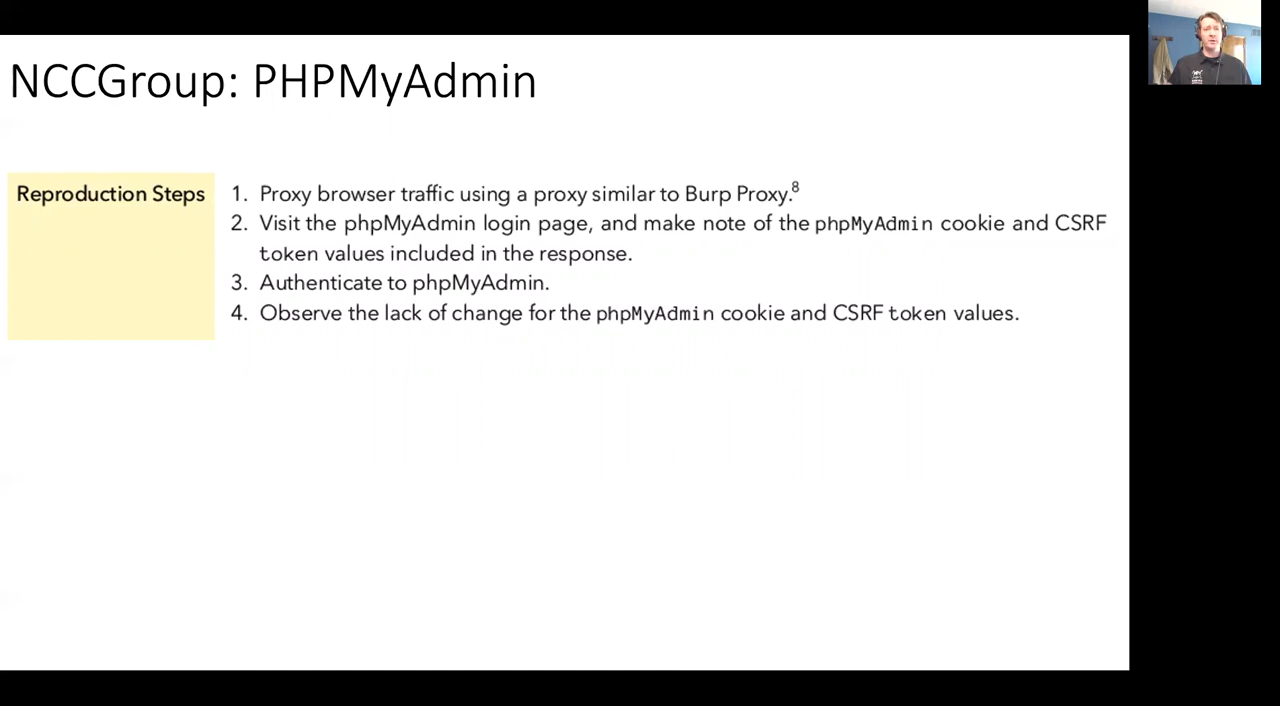 NCCGroup: PHPMyAdmin
Reproduction Steps
1. Proxy browser traffic using a proxy similar to Burp Proxy.8
2. Visit the phpMyAdmin login page, and make note of the phpMyAdmin cookie and CSRF
token values included in the response.
3. Authenticate to phpMyAdmin.
4. Observe the lack of change for the phpMyAdmin cookie and CSRF token values.